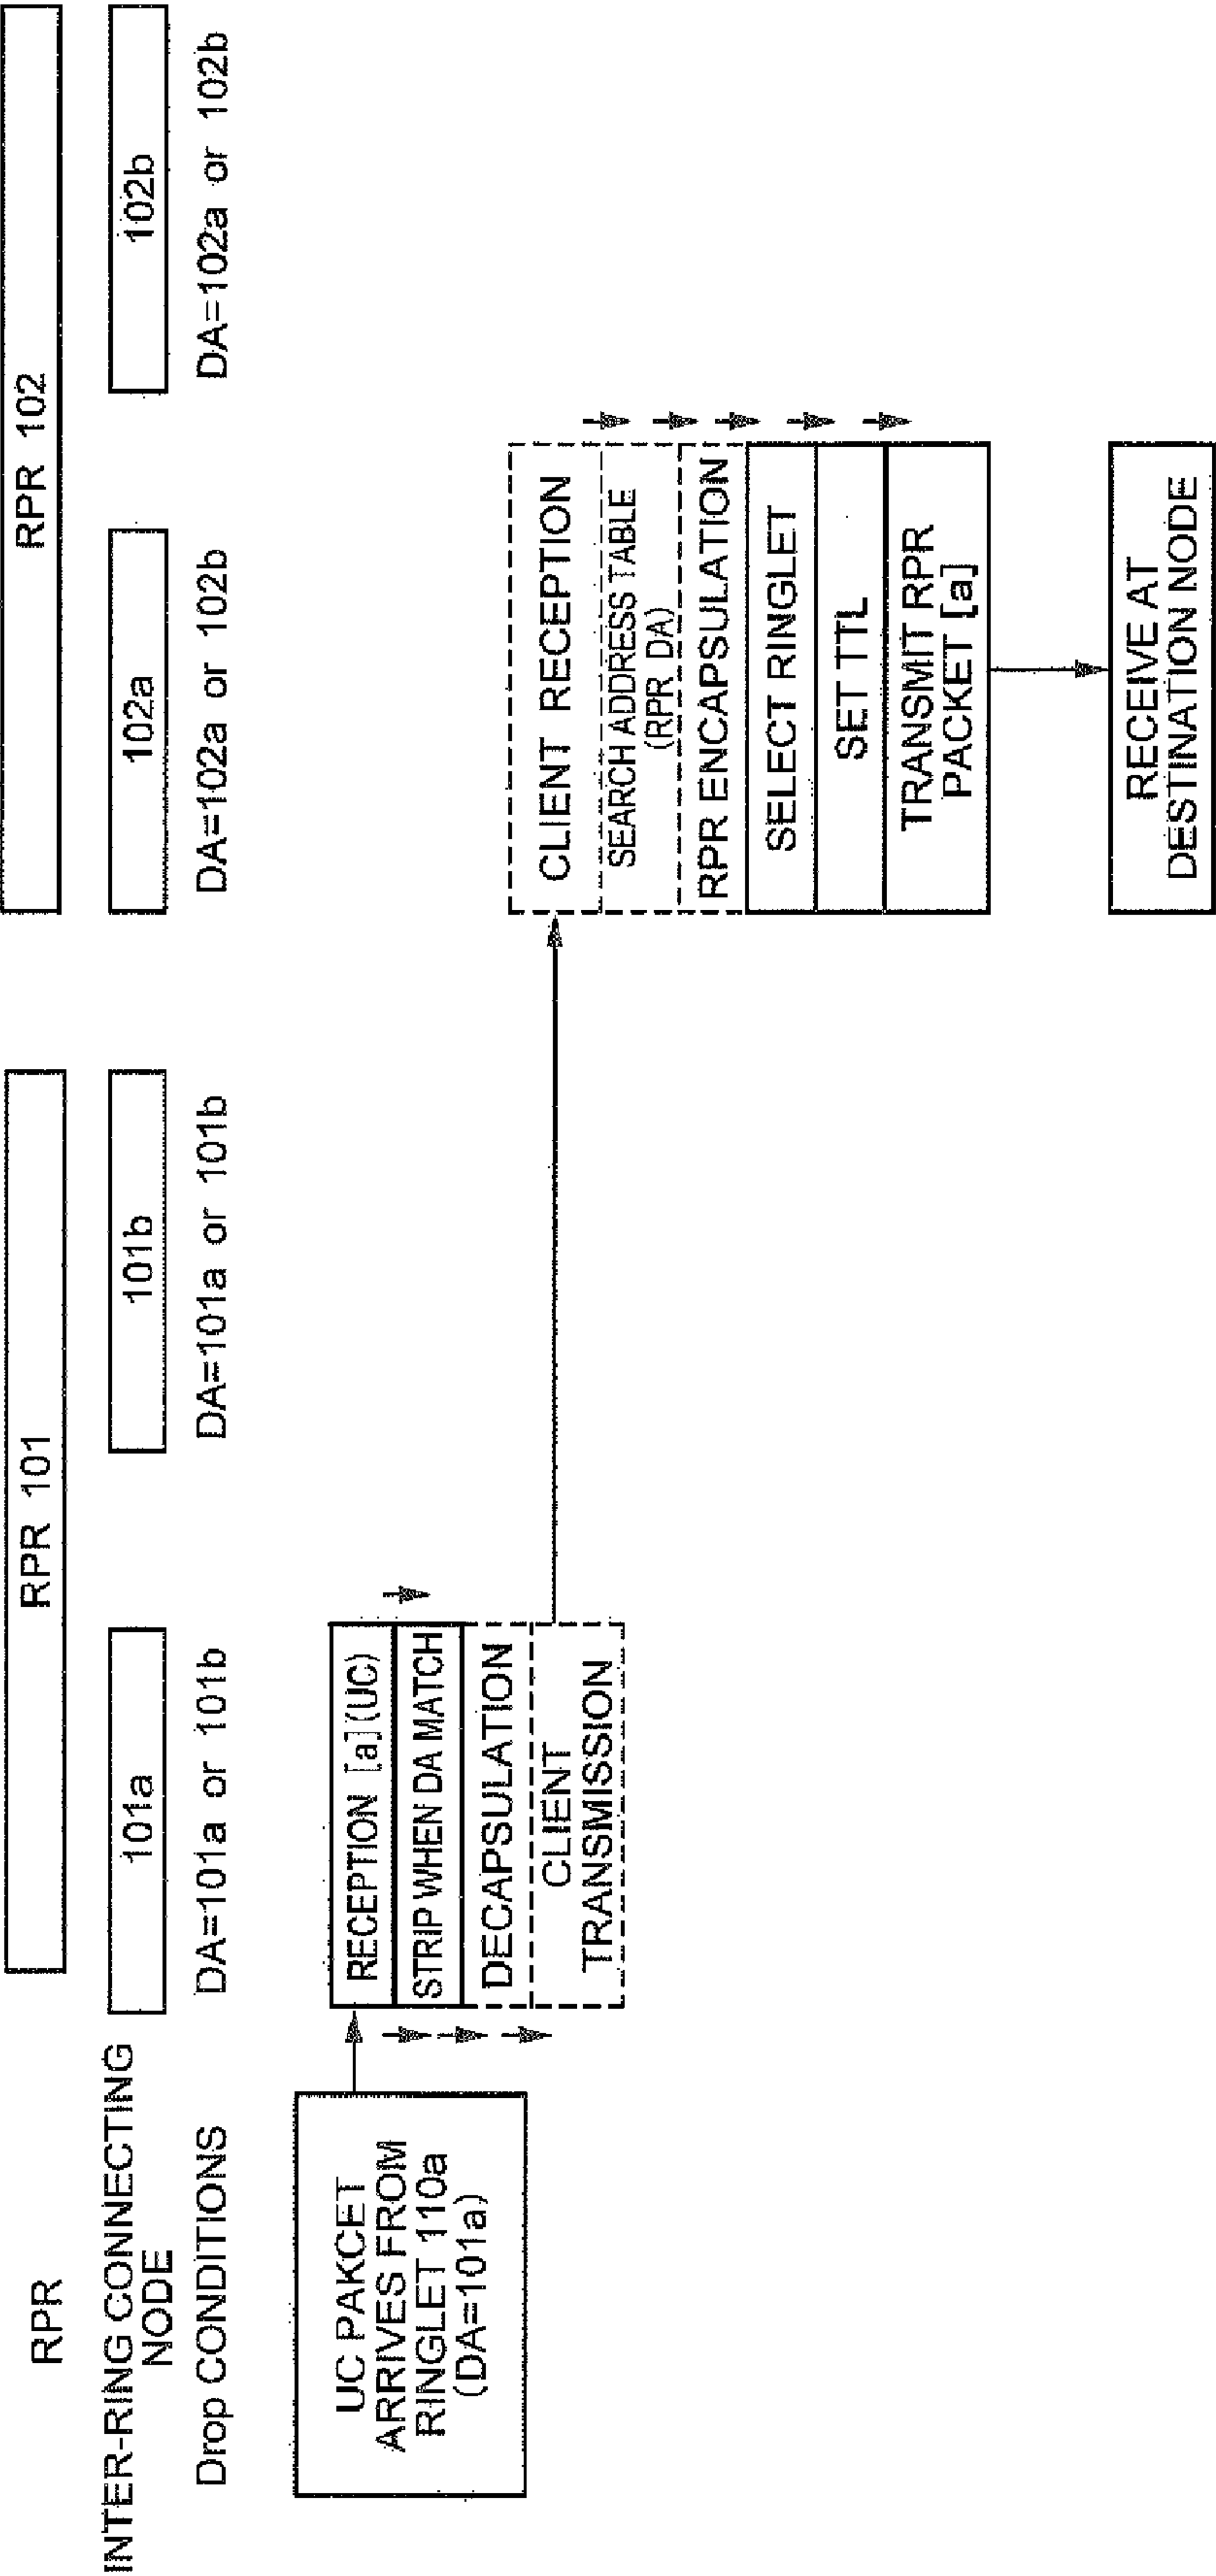 RPR
RPR 101
RPR 102
INTER-RING CONNECTING
NODE
101a
101b
102a
102b
Drop CONDITIONS
DA=101a or 101b
DA=101a or 101b
DA=102a or 102b
DA=102a or 102b
UC PAKCET
ARRIVES FROM
RINGLET 110a
(DA=101a)
RECEPTION [a](UC)
STRIP WHEN DA MATCH
DECAPSULATION
CLIENT
TRANSMISSION
CLIENT RECEPTION
SEARCH ADDRESS TABLE
(RPR DA)
RPR ENCAPSULATION
SELECT RINGLET
SET TTL
TRANSMIT RPR
PACKET [a]
RECEIVE AT
DESTINATION NODE